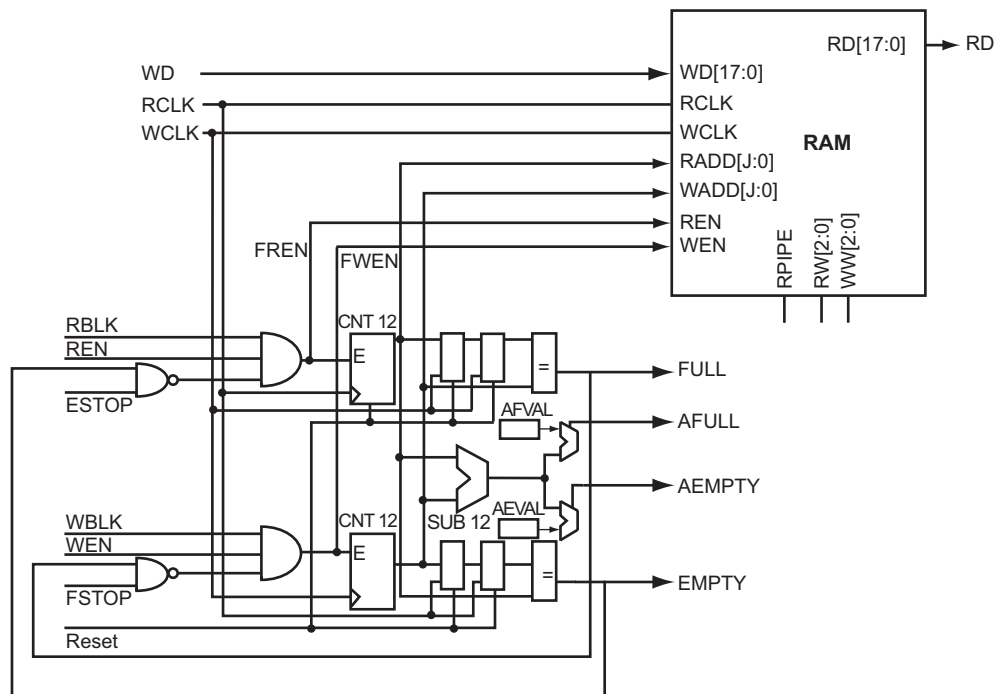 RD[17:0]
RD
WD
WD[17:0]
RCLK
RCLK
WCLK
WCLK
RAM
RADD[J:0]
WADD[J:0]
REN
WEN
FREN
FWEN
RPIPE
RW[2:0]
WW[2:0]
RBLK
REN
ESTOP
CNT 12
E
=
FULL
AFVAL
AFULL
AEMPTY
WBLK
WEN
FSTOP
CNT 12
E
SUB 12
AEVAL
=
EMPTY
Reset